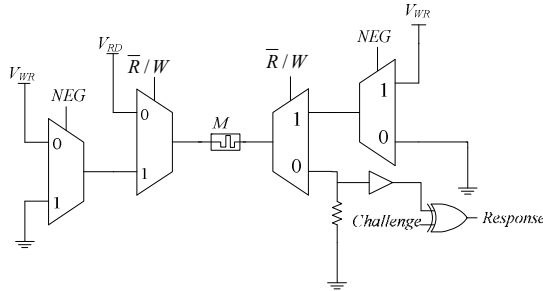 V_WR
V_RD
R̅ / W
R̅ / W
V_WR
NEG
NEG
0
1
0
1
M
1
0
1
0
Challenge
Response